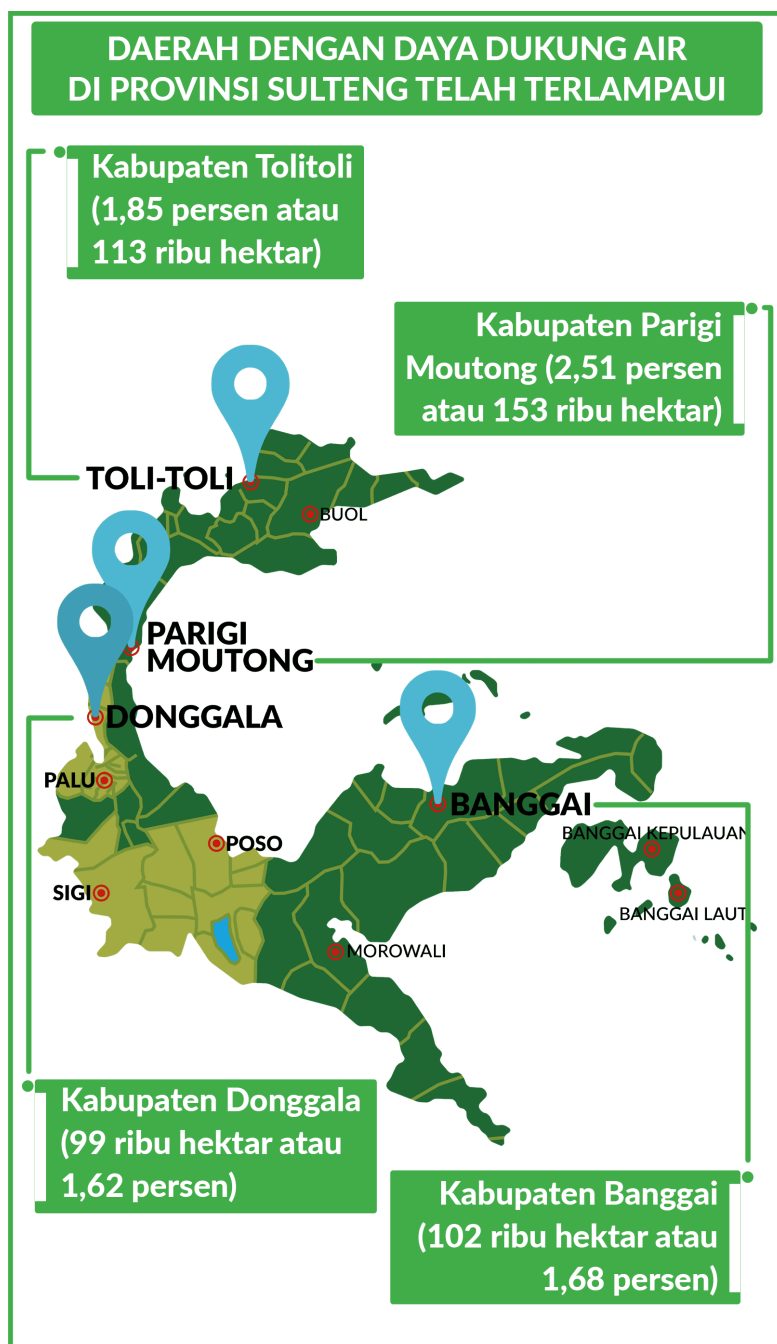 DAERAH DENGAN DAYA DUKUNG AIR
DI PROVINSI SULTENG TELAH TERLAMPAUI
Kabupaten Tolitoli
(1,85 persen atau
113 ribu hektar)
Kabupaten Parigi
Moutong (2,51 persen
atau 153 ribu hektar)
TOLI-TOLI
BUOL
PARIGI
MOUTONG
DONGGALA
PALU
BANGGAI
BANGGAI KEPULAUAN
POSO
SIGI
BANGGAI LAUT
MOROWALI
Kabupaten Donggala
(99 ribu hektar atau
1,62 persen)
Kabupaten Banggai
(102 ribu hektar atau
1,68 persen)